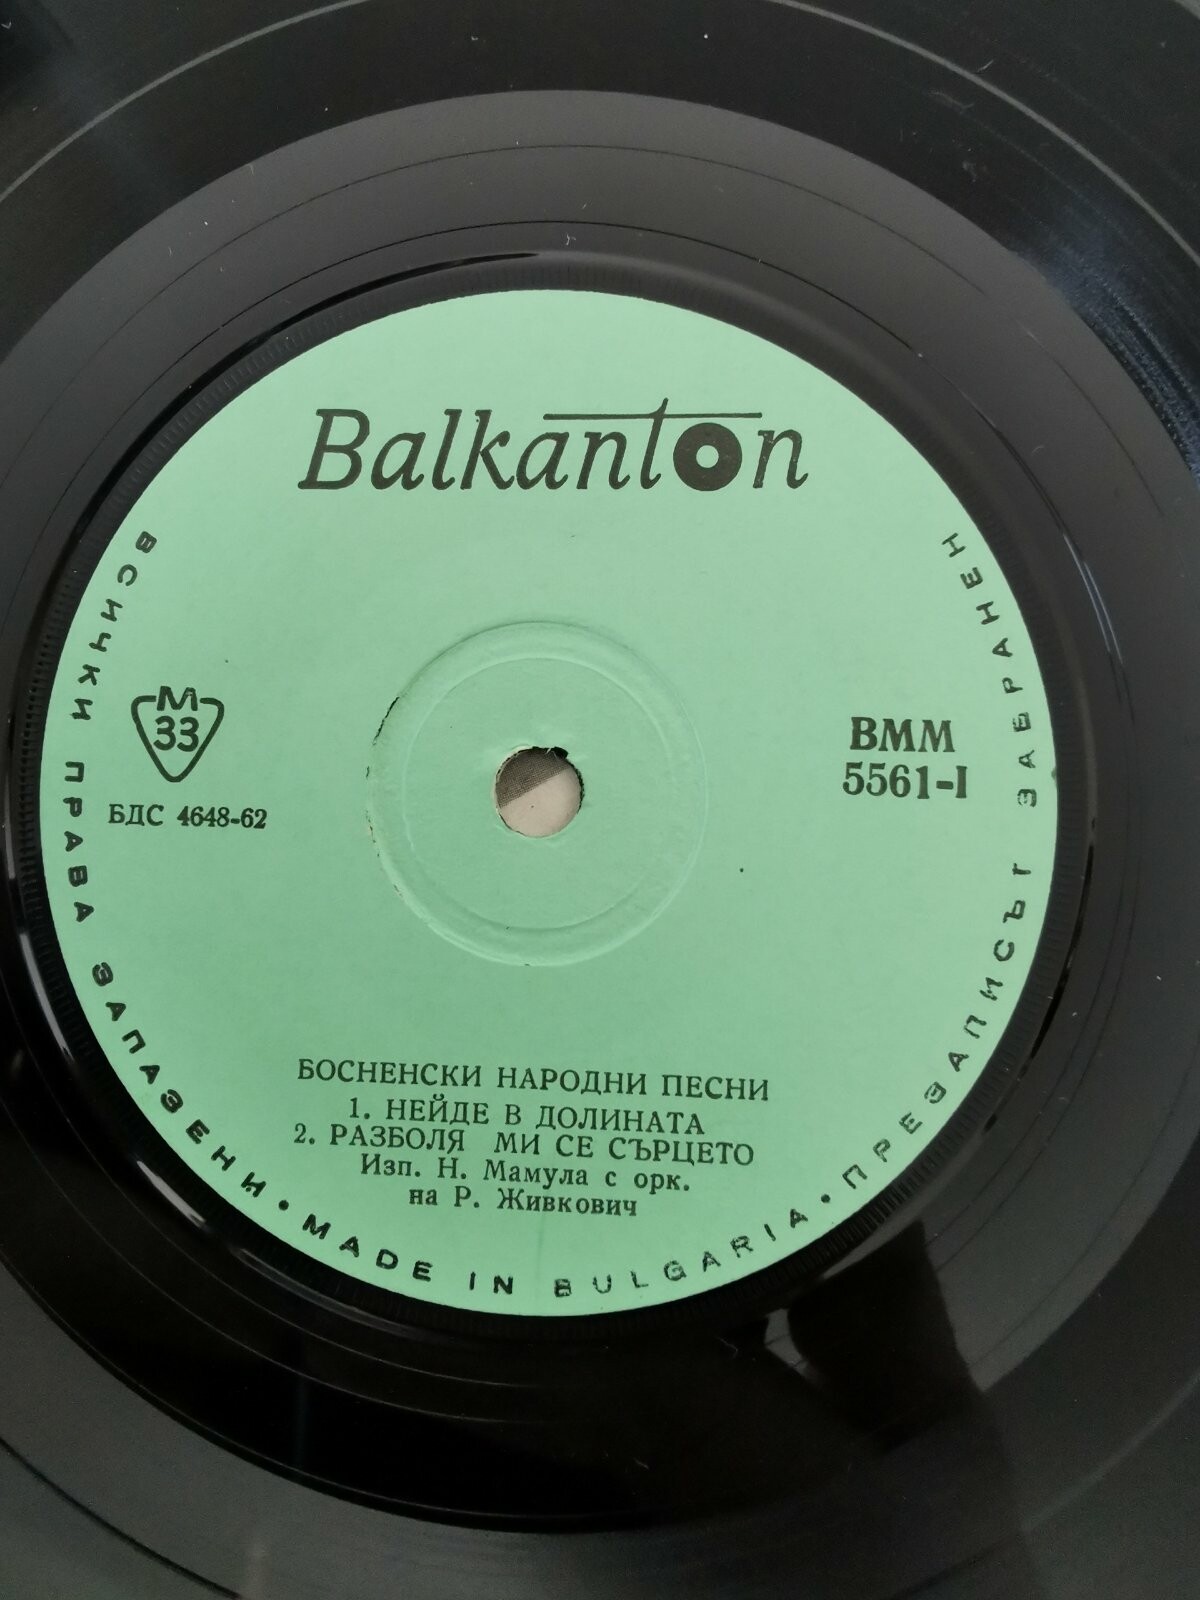 Balkanton
M
33
БДС 4648-62
ВММ
5561-I
БОСНЕНСКИ НАРОДНИ ПЕСНИ
1. НЕЙДЕ В ДОЛИНАТА
2. РАЗБОЛЯ МИ СЕ СЪРЦЕТО
Изп. Н. Мамула с орк.
на Р. Живкович
ВСИЧКИ ПРАВА ЗАПАЗЕНИ • MADE IN BULGARIA • ПРЕЗАПИСЪТ ЗАБРАНЕН